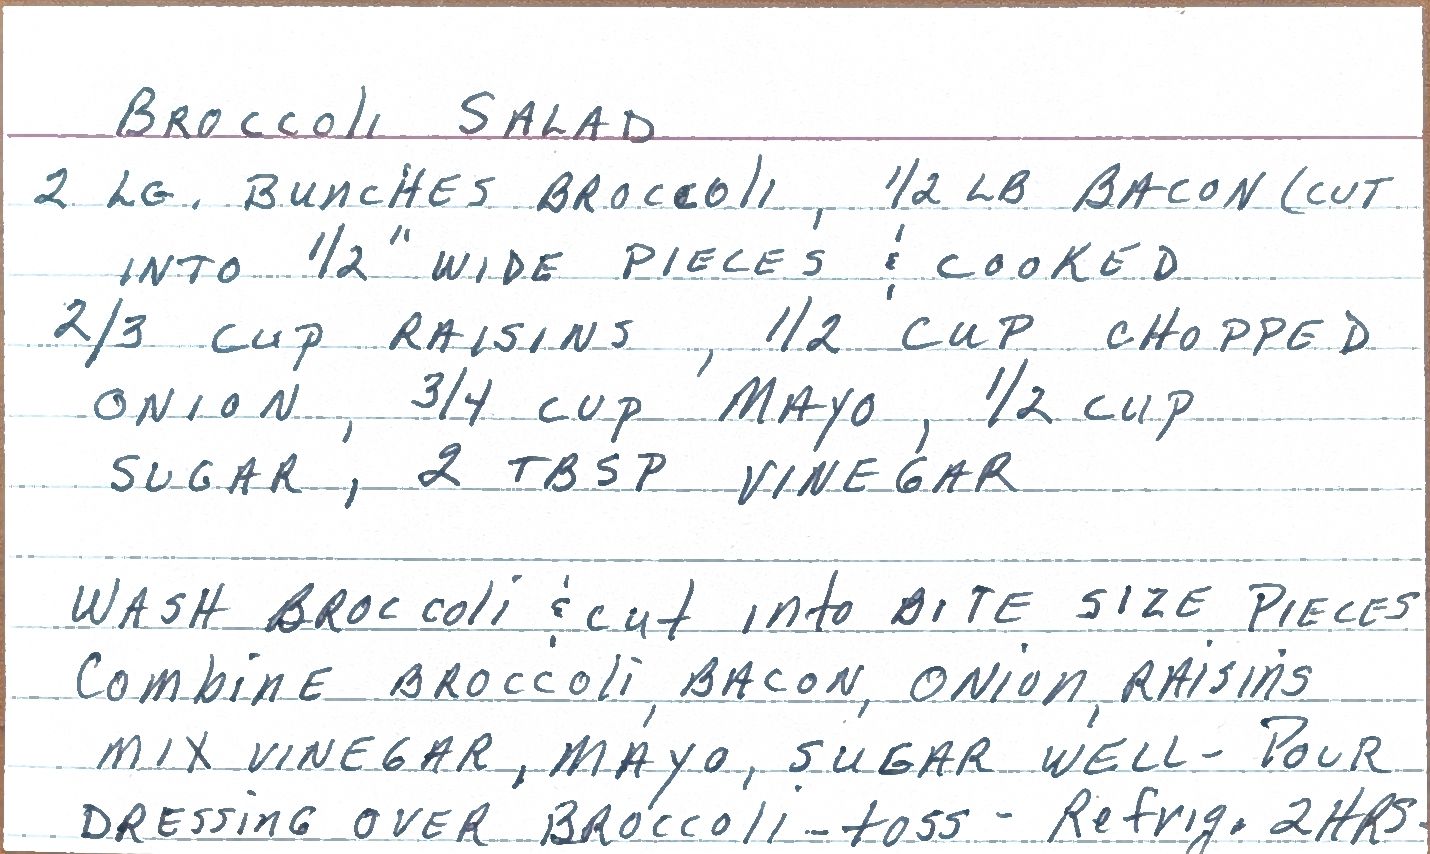 BROCCOli SALAD
2 LG. BUNCHES BROCCOli, 1/2 LB BACON (CUT
INTO 1/2" WIDE PIECES & COOKED
2/3 CUP RAISINS, 1/2 CUP CHOPPED
ONION, 3/4 CUP MAYO, 1/2 CUP
SUGAR, 2 TBSP VINEGAR
WASH BROCColi & cut into BITE SIZE PIECES
CombinE BROCColi, BACON, ONion, RAisins
MIX VINEGAR, MAYO, SUGAR WELL - POUR
DRESSinG OVER BROCColi - toss - Refrig. 2 HRS.